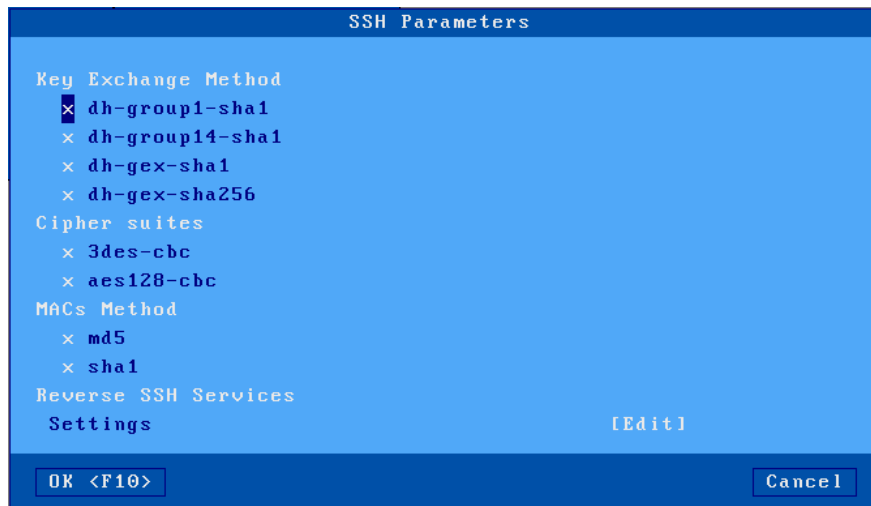 SSH Parameters
Key Exchange Method
× dh-group1-sha1
× dh-group14-sha1
× dh-gex-sha1
× dh-gex-sha256
Cipher suites
× 3des-cbc
× aes128-cbc
MACs Method
× md5
× sha1
Reverse SSH Services
Settings [Edit]
OK <F10> Cancel